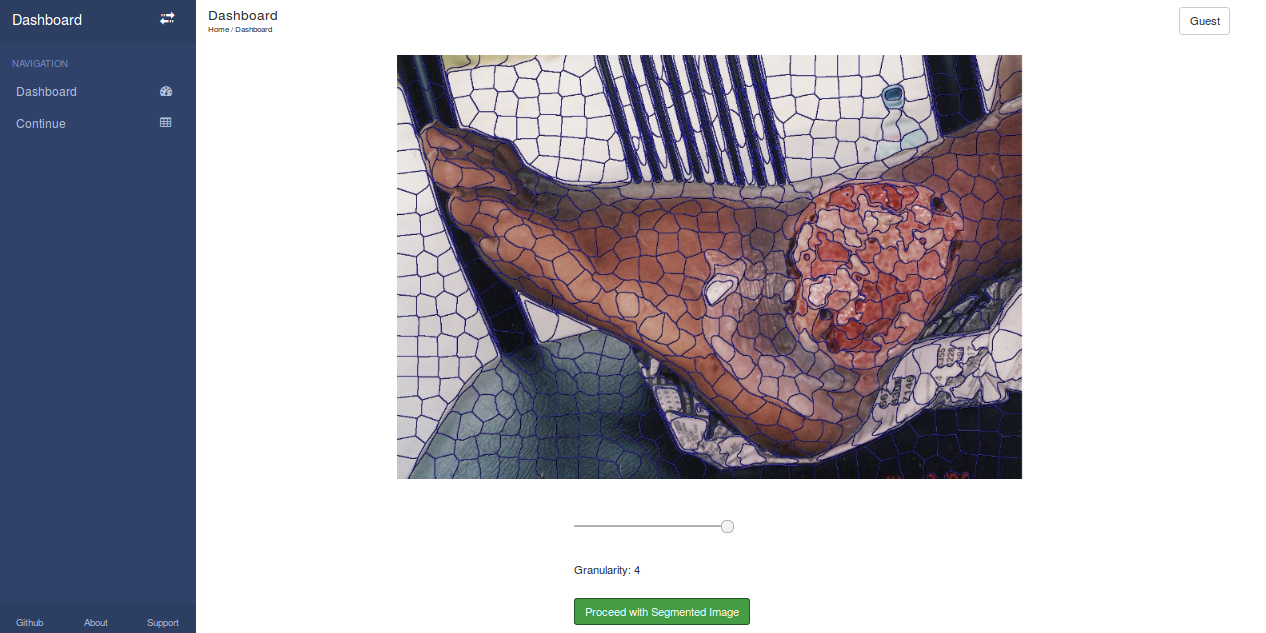 Dashboard
Dashboard
Home / Dashboard
Guest
NAVIGATION
Dashboard
Continue
Granularity: 4
Proceed with Segmented Image
Github
About
Support